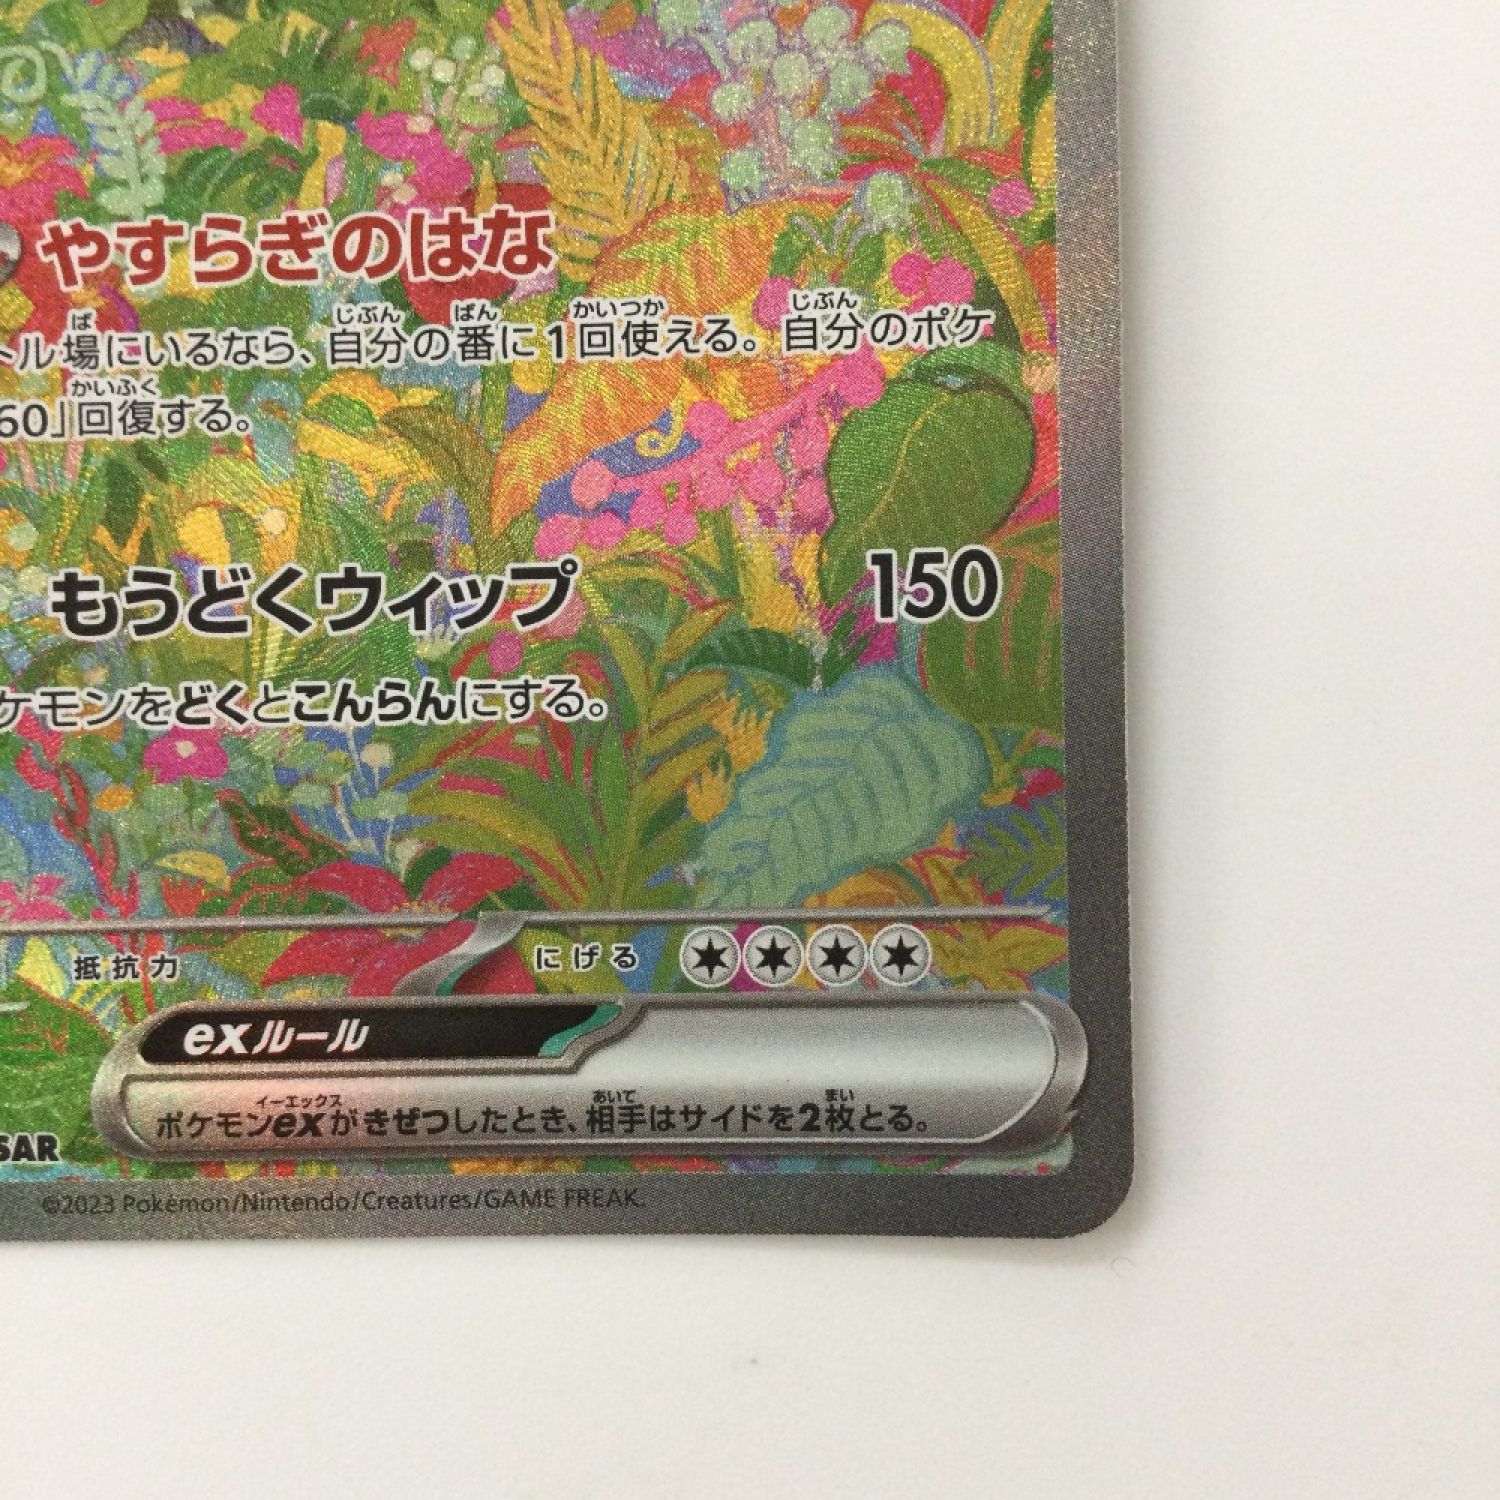 やすらぎのはな
トル場にいるなら、自分の番に1回使える。自分のポケ
60」回復する。
もうどくウィップ 150
ケモンをどくとこんらんにする。
抵抗力 にげる
exルール
ポケモンexがきぜつしたとき、相手はサイドを2枚とる。
SAR
©2023 Pokémon/Nintendo/Creatures/GAME FREAK.